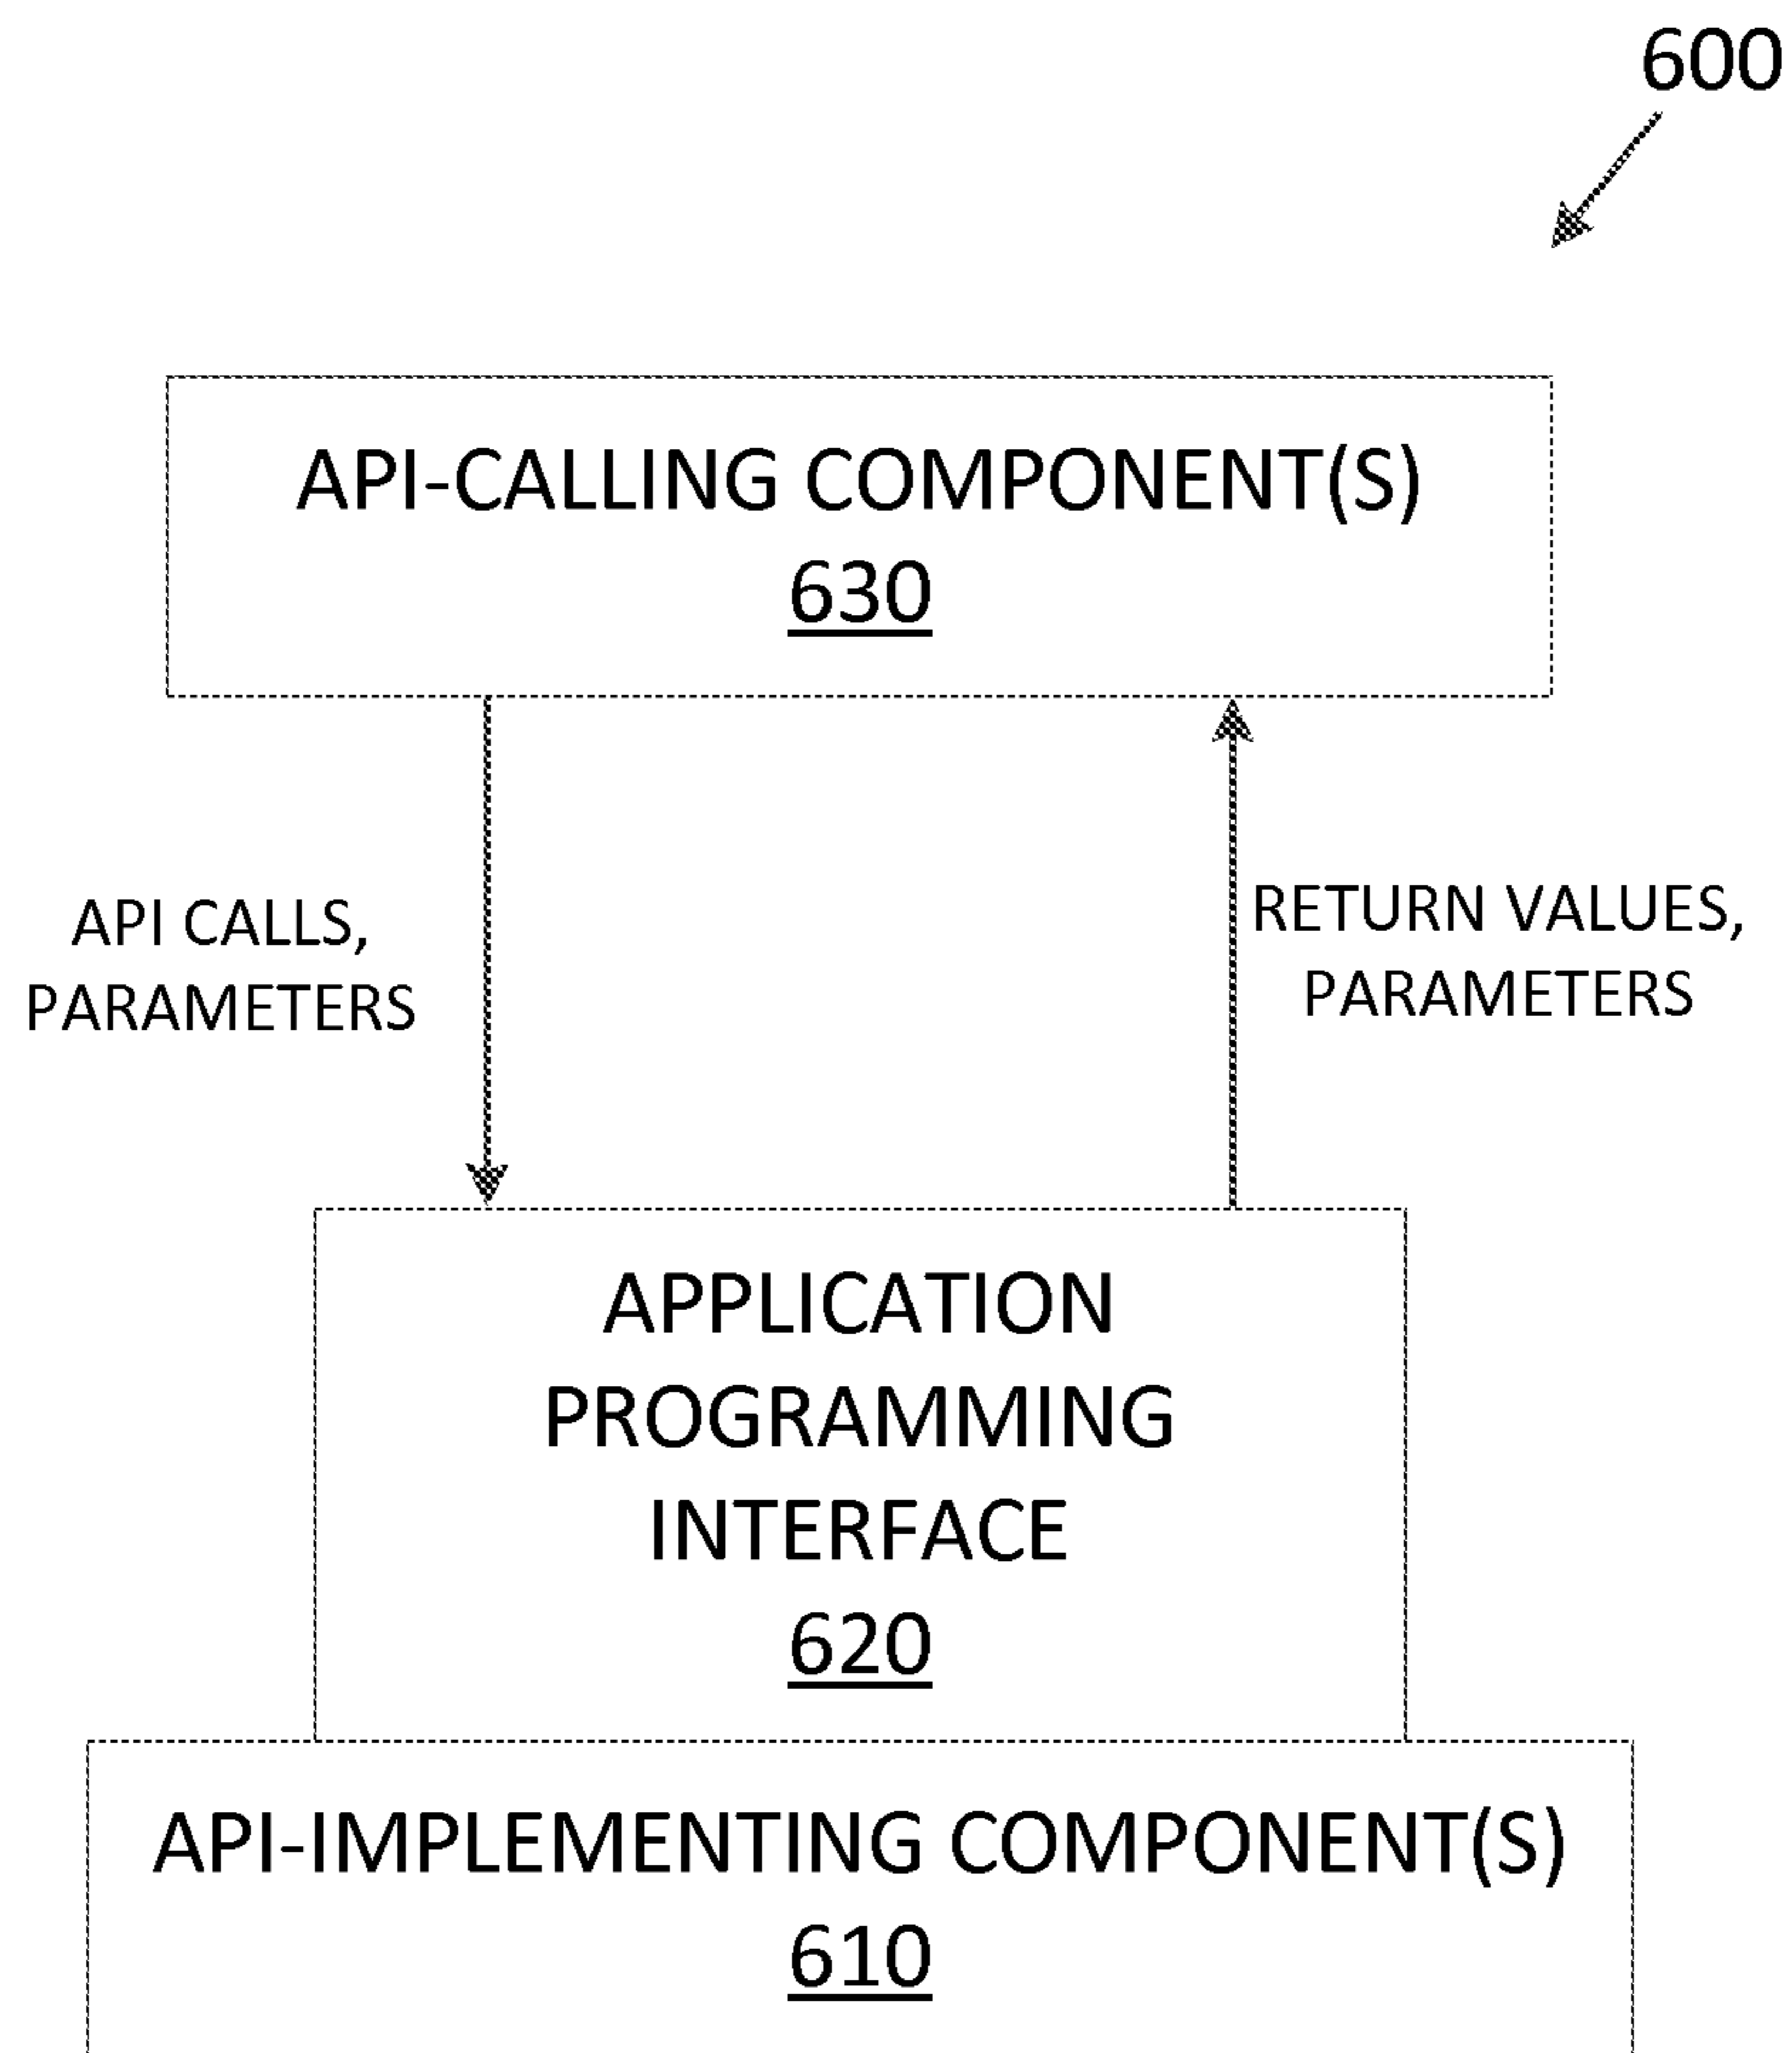 600
API-CALLING COMPONENT(S)
630
API CALLS,
PARAMETERS
RETURN VALUES,
PARAMETERS
APPLICATION
PROGRAMMING
INTERFACE
620
API-IMPLEMENTING COMPONENT(S)
610